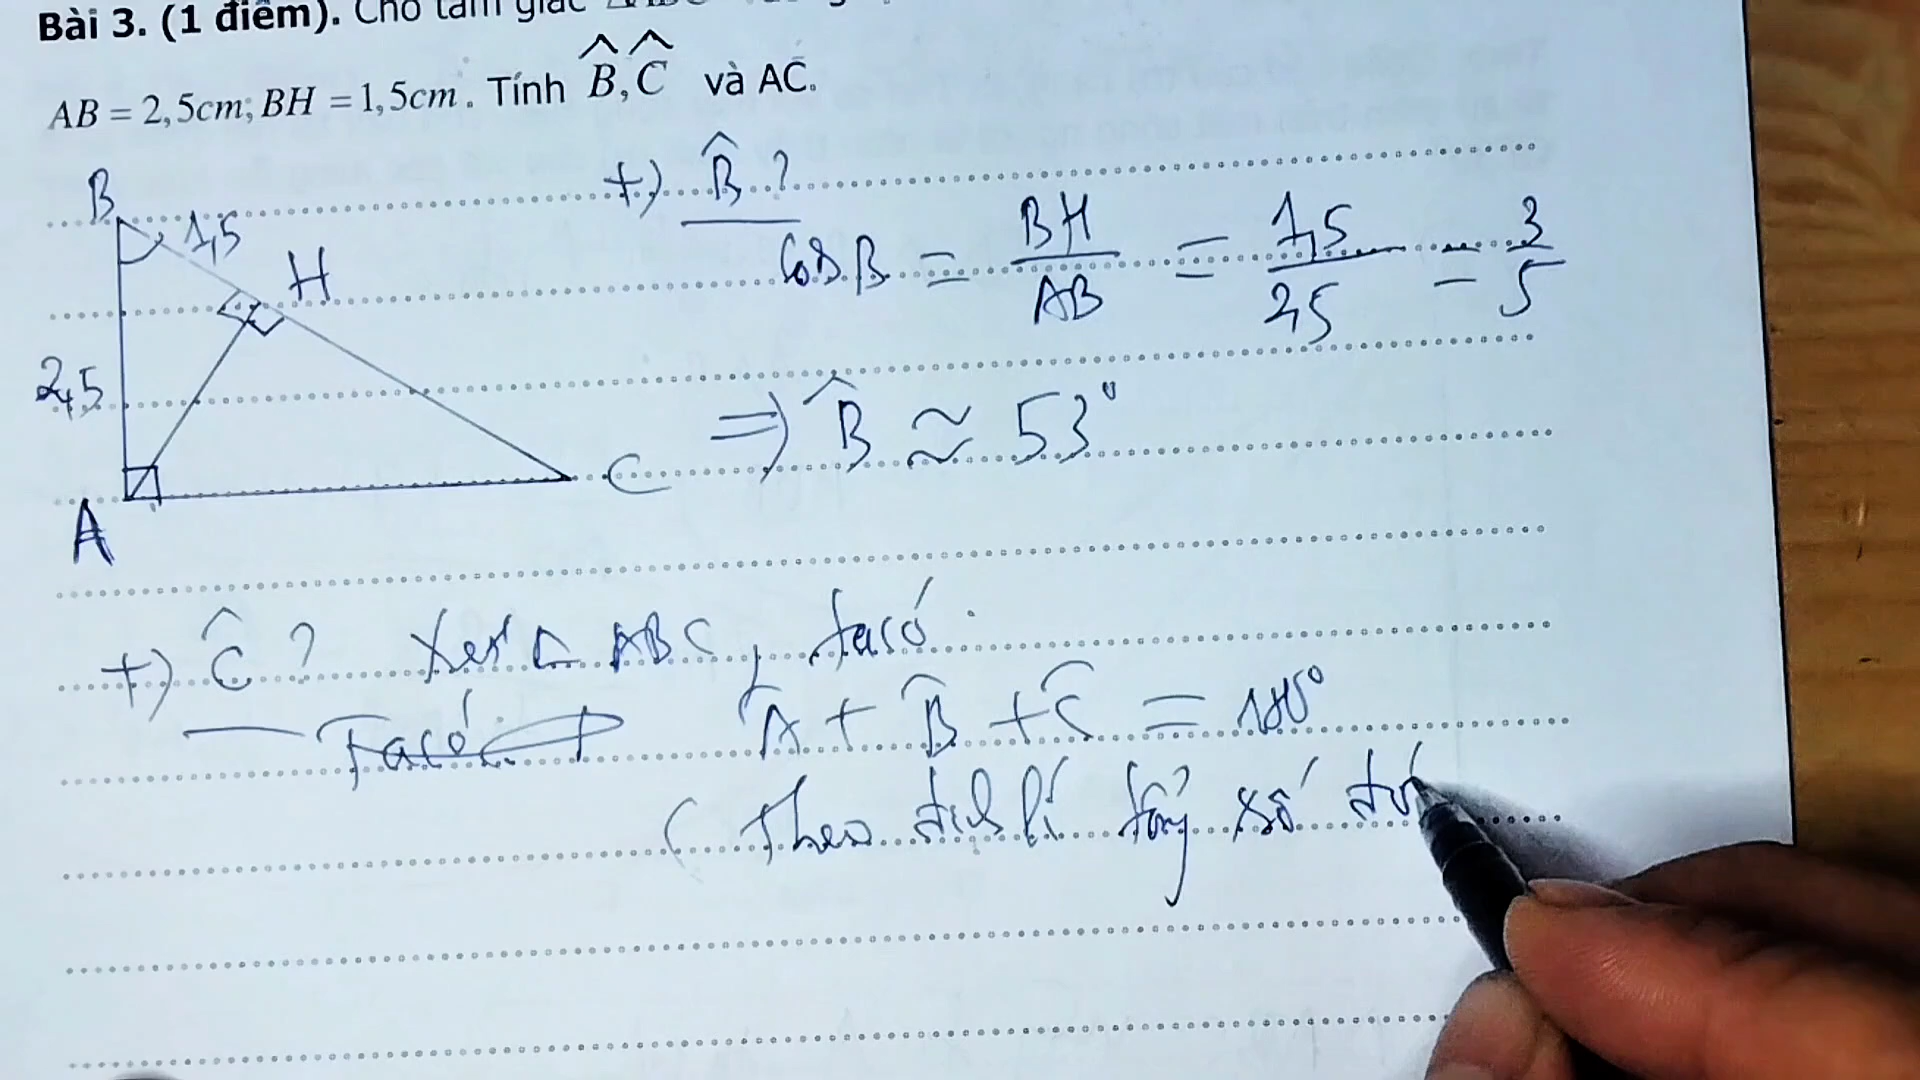 Bài 3. (1 điểm). Cho tam giác
AB = 2,5cm; BH = 1,5cm. Tính B̂, Ĉ và AC.
B
1,5
H
2,5
A
C
+) B̂ ?
Cos B = BH/AB = 1,5/2,5 = 3/5
=> B̂ ≈ 53°
+) Ĉ ? Xét △ ABC, ta có:
Ta có: Â + B̂ + Ĉ = 180°
( Theo định lí tổng số đo